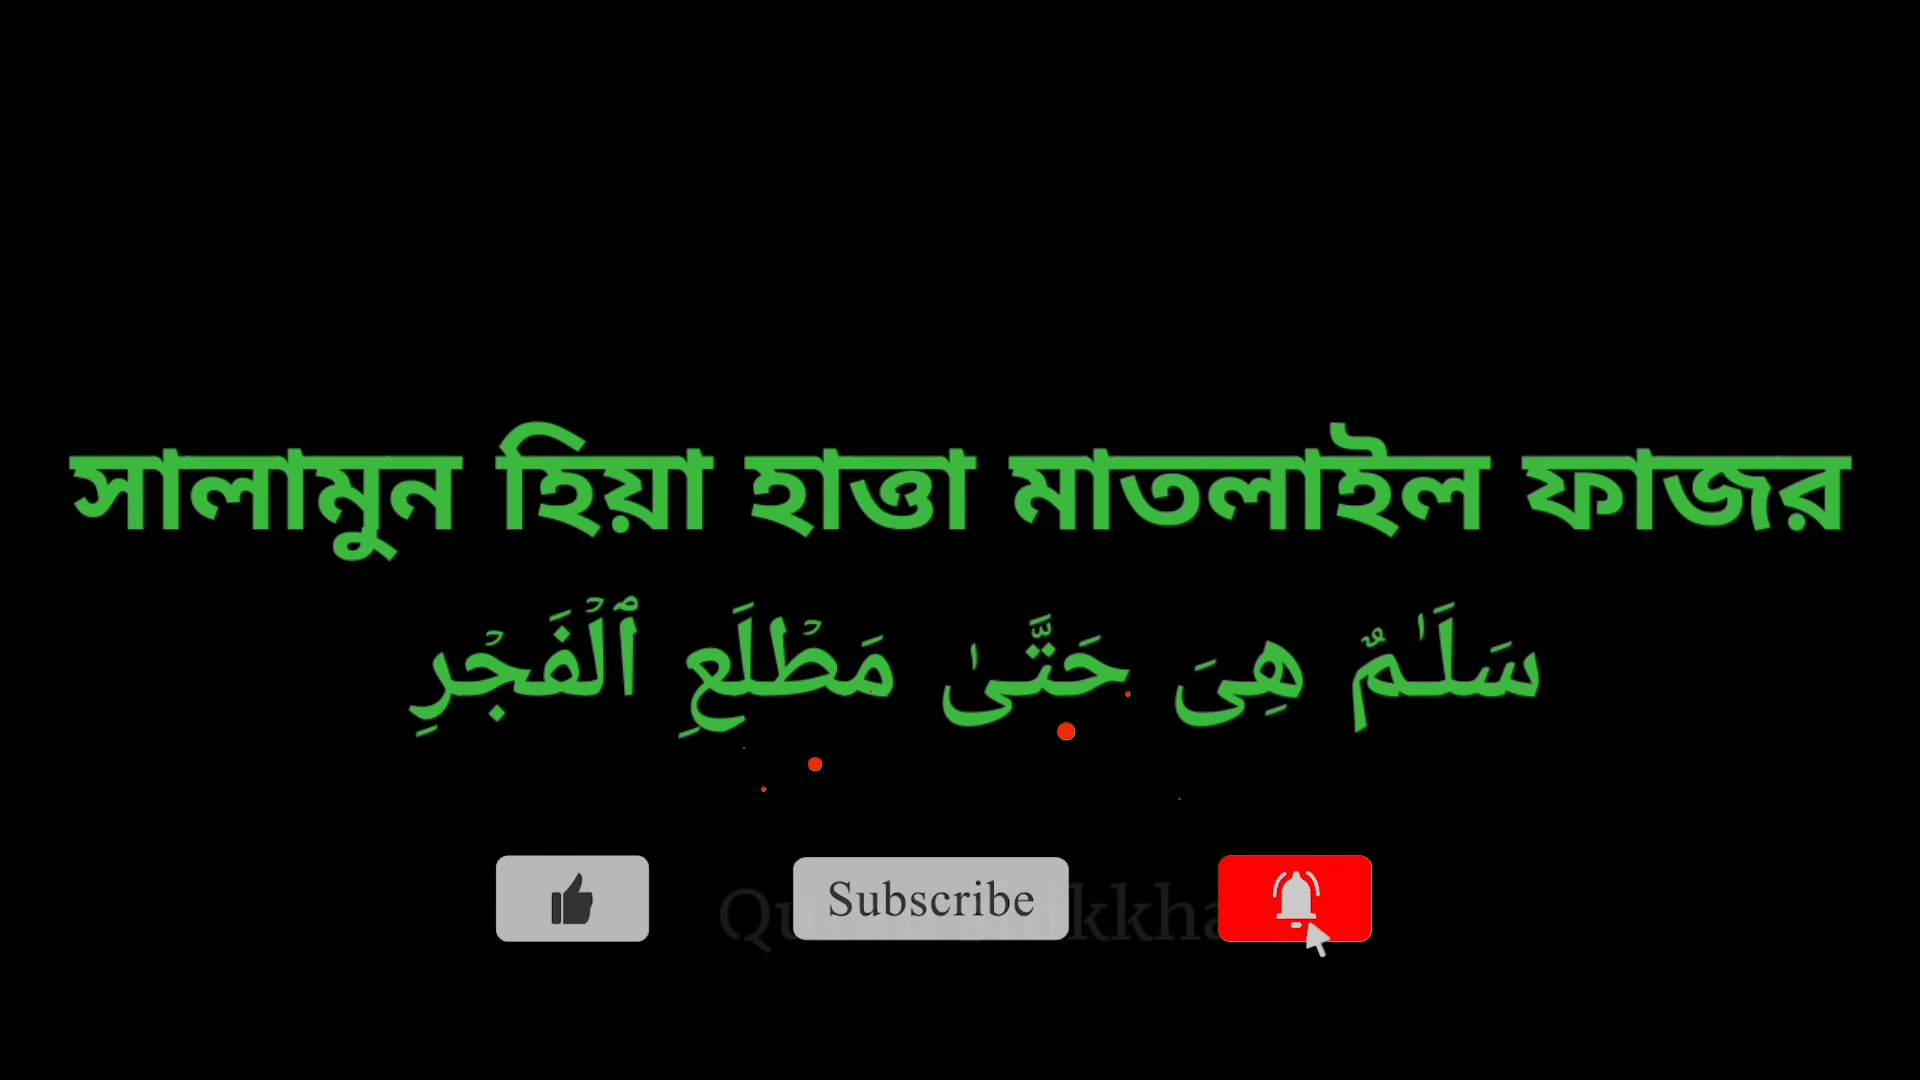 সালামুন হিয়া হাত্তা মাতলাইল ফাজর
سَلَـٰمٌ هِىَ حَتَّىٰ مَطْلَعِ ٱلْفَجْرِ
Subscribe